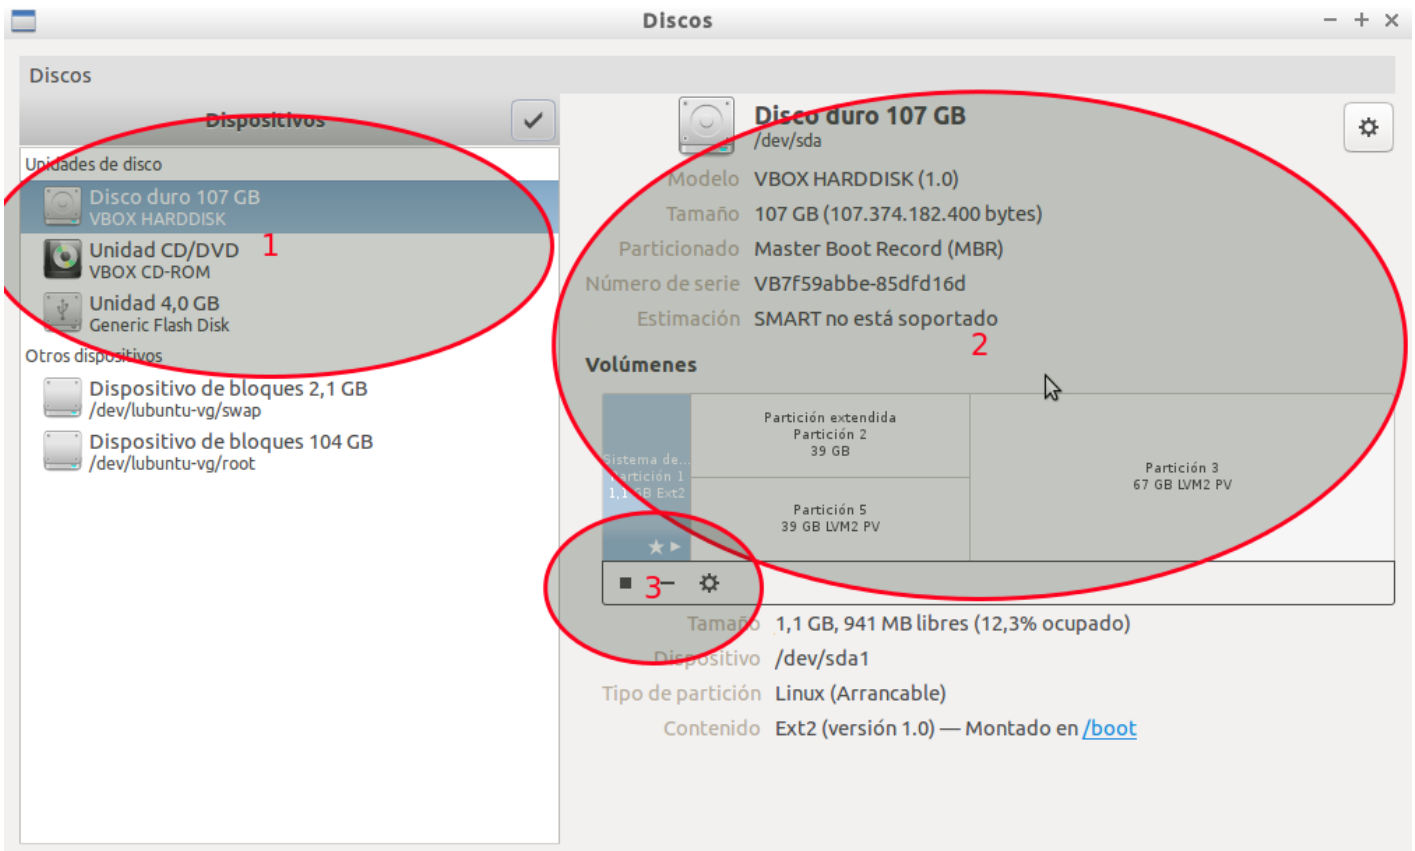 Discos
Discos
Dispositivos
Unidades de disco
Disco duro 107 GB
VBOX HARDDISK
Unidad CD/DVD
VBOX CD-ROM
1
Unidad 4,0 GB
Generic Flash Disk
Otros dispositivos
Dispositivo de bloques 2,1 GB
/dev/lubuntu-vg/swap
Dispositivo de bloques 104 GB
/dev/lubuntu-vg/root
Disco duro 107 GB
/dev/sda
Modelo VBOX HARDDISK (1.0)
Tamaño 107 GB (107.374.182.400 bytes)
Particionado Master Boot Record (MBR)
Número de serie VB7f59abbe-85dfd16d
Estimación SMART no está soportado
2
Volúmenes
Sistema de...
Partición 1
1,1 GB Ext2
Partición extendida
Partición 2
39 GB
Partición 5
39 GB LVM2 PV
Partición 3
67 GB LVM2 PV
3
Tamaño 1,1 GB, 941 MB libres (12,3% ocupado)
Dispositivo /dev/sda1
Tipo de partición Linux (Arrancable)
Contenido Ext2 (versión 1.0) — Montado en /boot